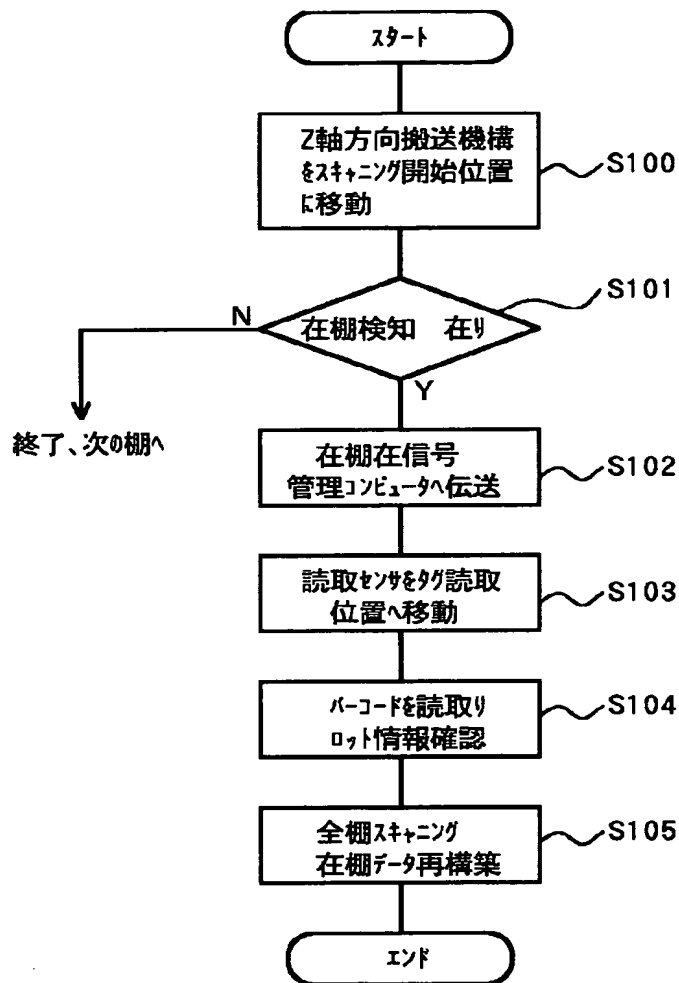 スタート
Z軸方向搬送機構
をスキャニング開始位置
に移動
S100
在棚検知 在り
S101
N
Y
終了、次の棚へ
在棚在信号
管理コンピュータへ伝送
S102
読取センサをタグ読取
位置へ移動
S103
バーコードを読取り
ロット情報確認
S104
全棚スキャニング
在棚データ再構築
S105
エンド